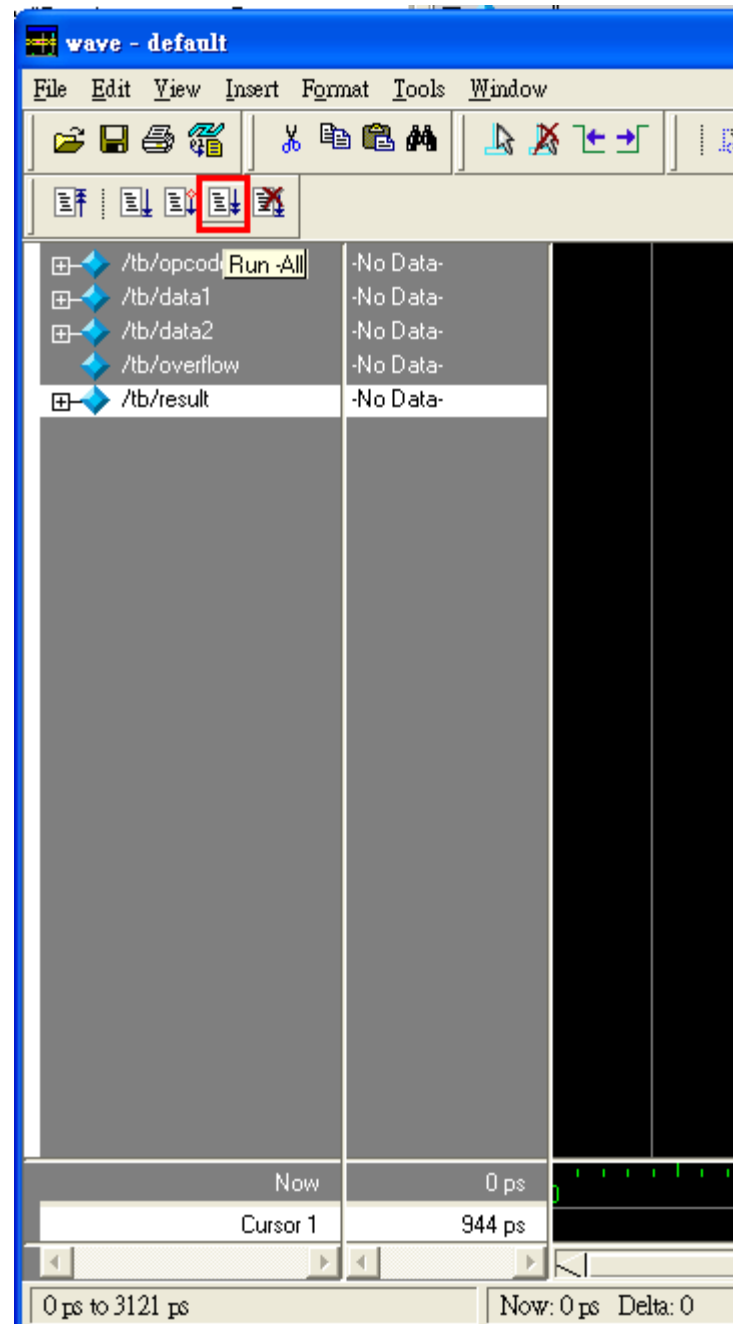 wave - default
File Edit View Insert Format Tools Window
/tb/opcod Run -All -No Data-
/tb/data1 -No Data-
/tb/data2 -No Data-
/tb/overflow -No Data-
/tb/result -No Data-
Now 0 ps
0
Cursor 1 944 ps
0 ps to 3121 ps Now: 0 ps Delta: 0